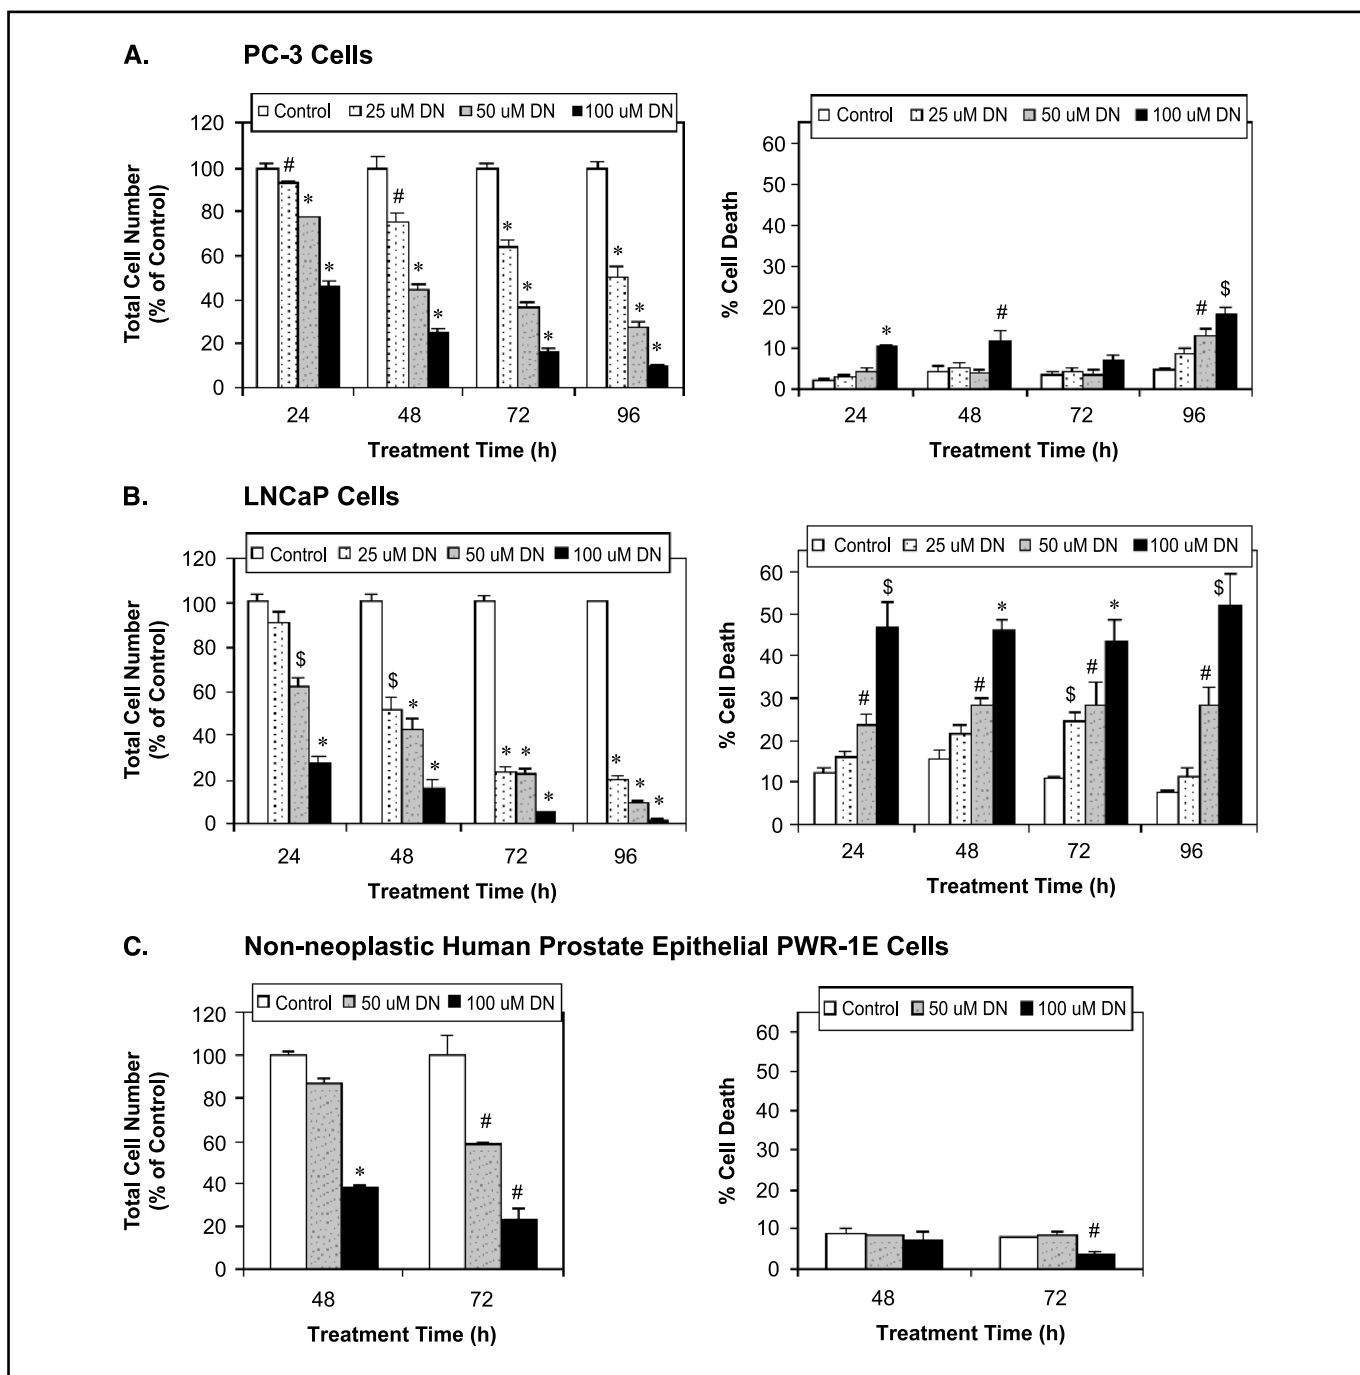 A. PC-3 Cells
Control 25 uM DN 50 uM DN 100 uM DN
Total Cell Number
(% of Control)
120
100
80
60
40
20
0
# * *
# * *
* * *
* * *
24 48 72 96
Treatment Time (h)
Control 25 uM DN 50 uM DN 100 uM DN
% Cell Death
60
50
40
30
20
10
0
* # # $
24 48 72 96
Treatment Time (h)
B. LNCaP Cells
Control 25 uM DN 50 uM DN 100 uM DN
Total Cell Number
(% of Control)
120
100
80
60
40
20
0
$ *
$ * *
* * *
* * *
24 48 72 96
Treatment Time (h)
Control 25 uM DN 50 uM DN 100 uM DN
% Cell Death
60
50
40
30
20
10
0
# $
# *
$ # *
# $
24 48 72 96
Treatment Time (h)
C. Non-neoplastic Human Prostate Epithelial PWR-1E Cells
Control 50 uM DN 100 uM DN
Total Cell Number
(% of Control)
120
100
80
60
40
20
0
* # #
48 72
Treatment Time (h)
Control 50 uM DN 100 uM DN
% Cell Death
60
50
40
30
20
10
0
#
48 72
Treatment Time (h)